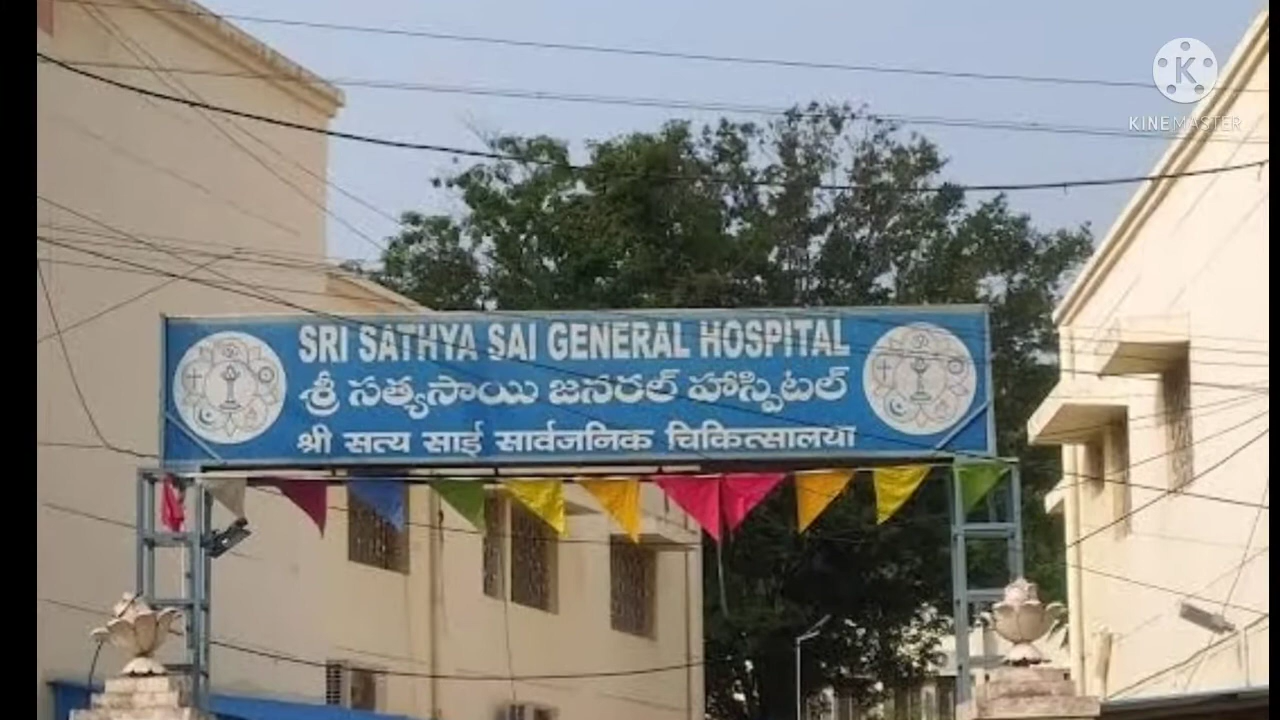 KINEMASTER
SRI SATHYA SAI GENERAL HOSPITAL
శ్రీ సత్యసాయి జనరల్ హాస్పిటల్
श्री सत्य साई सार्वजनिक चिकित्सालया